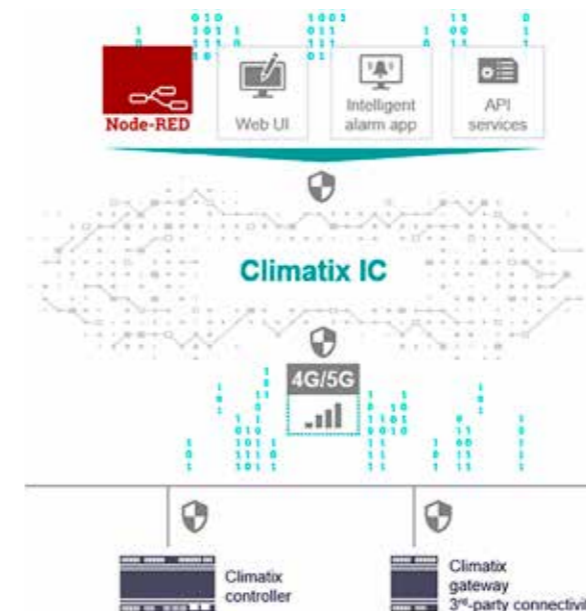 Node-RED
Web UI
Intelligent
alarm app
API
services
Climatix IC
4G/5G
Climatix
controller
Climatix
gateway
3rd-party connectivi